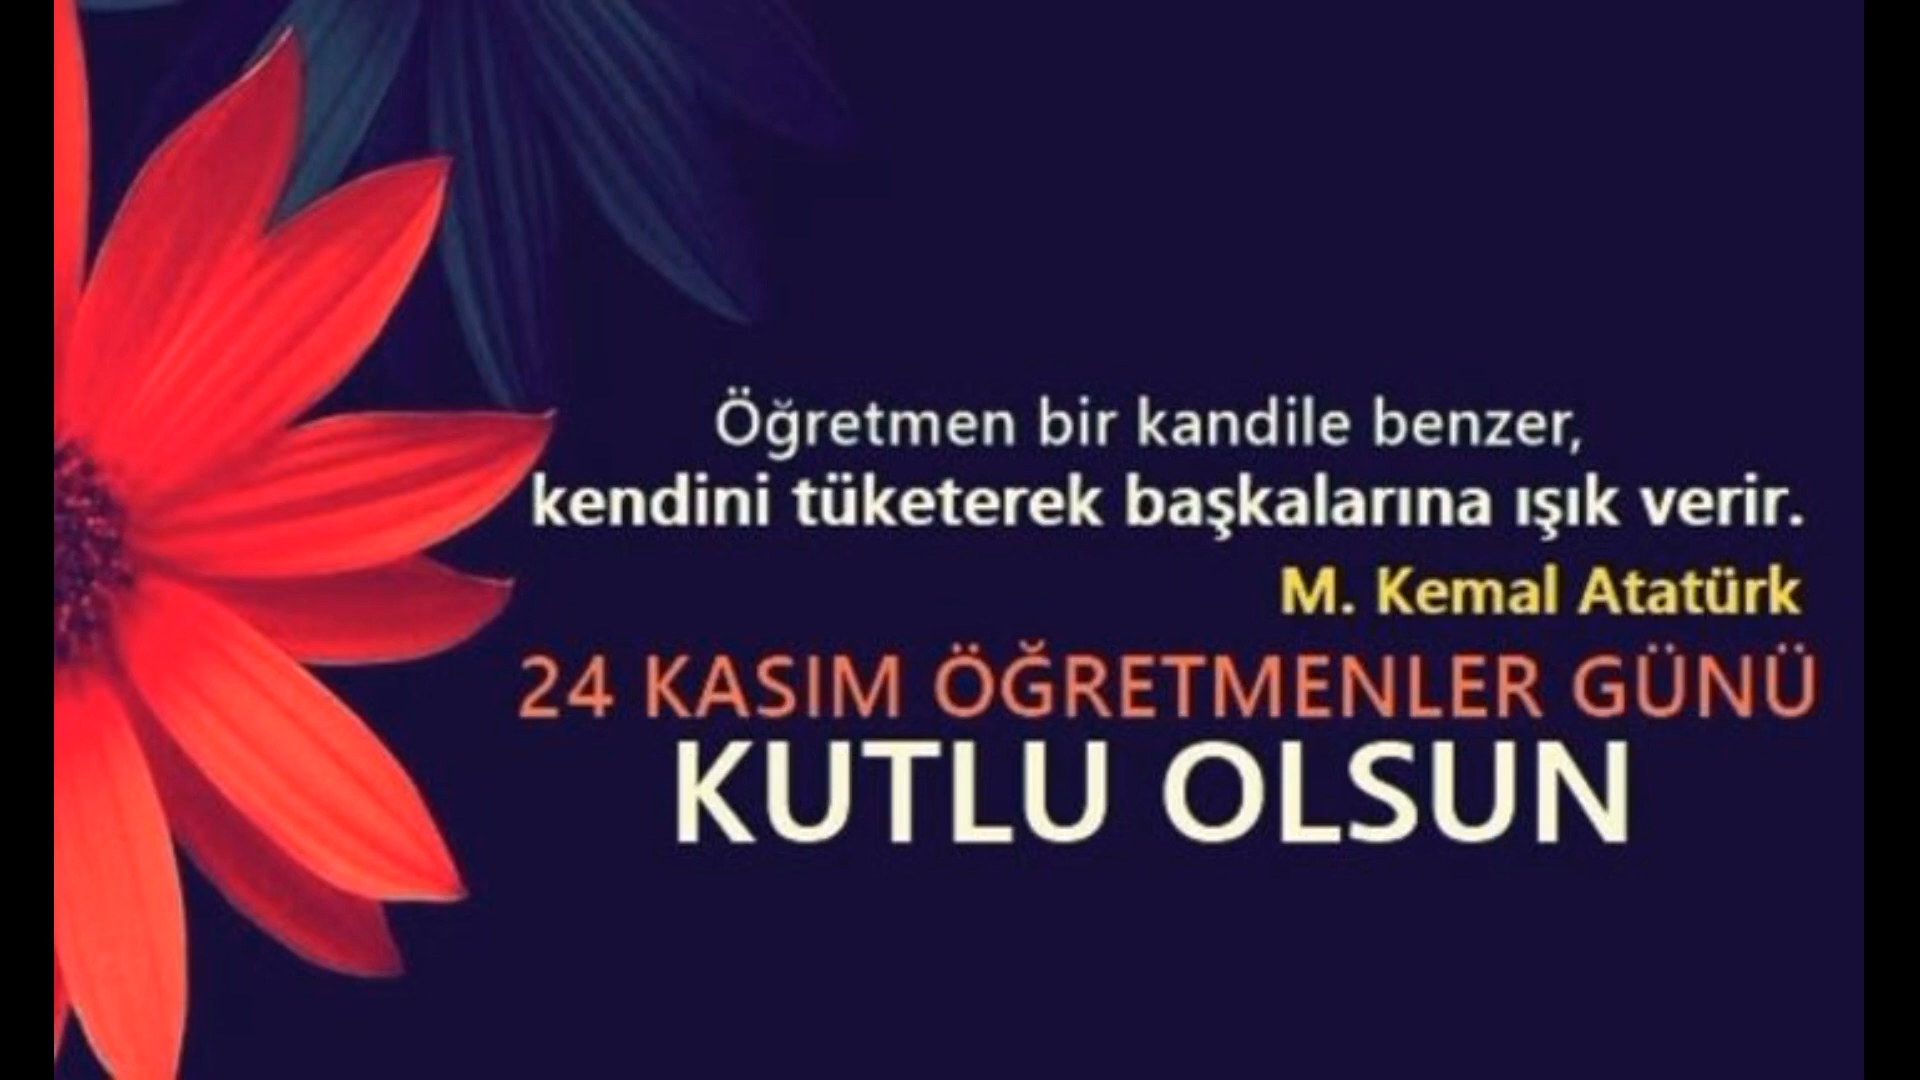 Öğretmen bir kandile benzer,
kendini tüketerek başkalarına ışık verir.
M. Kemal Atatürk
24 KASIM ÖĞRETMENLER GÜNÜ
KUTLU OLSUN